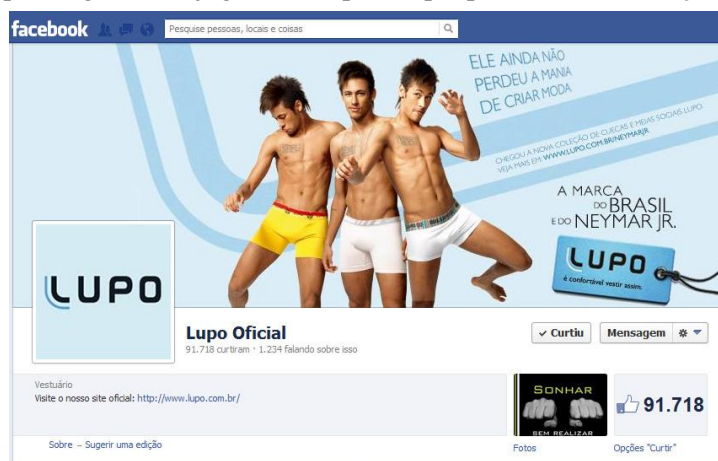 facebook
Pesquise pessoas, locais e coisas
ELE AINDA NÃO
PERDEU A MANIA
DE CRIAR MODA
CHEGOU A NOVA COLEÇÃO DE CUECAS E MEIAS SOCIAIS LUPO.
VEJA MAIS EM WWW.LUPO.COM.BR/NEYMARJR
A MARCA
DO BRASIL
E DO NEYMAR JR.
LUPO
é confortável vestir assim.
LUPO
Lupo Oficial
91.718 curtiram · 1.234 falando sobre isso
✓ Curtiu
Mensagem
Vestuário
Visite o nosso site oficial: http://www.lupo.com.br/
SONHAR
SEM REALIZAR
91.718
Sobre – Sugerir uma edição
Fotos
Opções "Curtir"